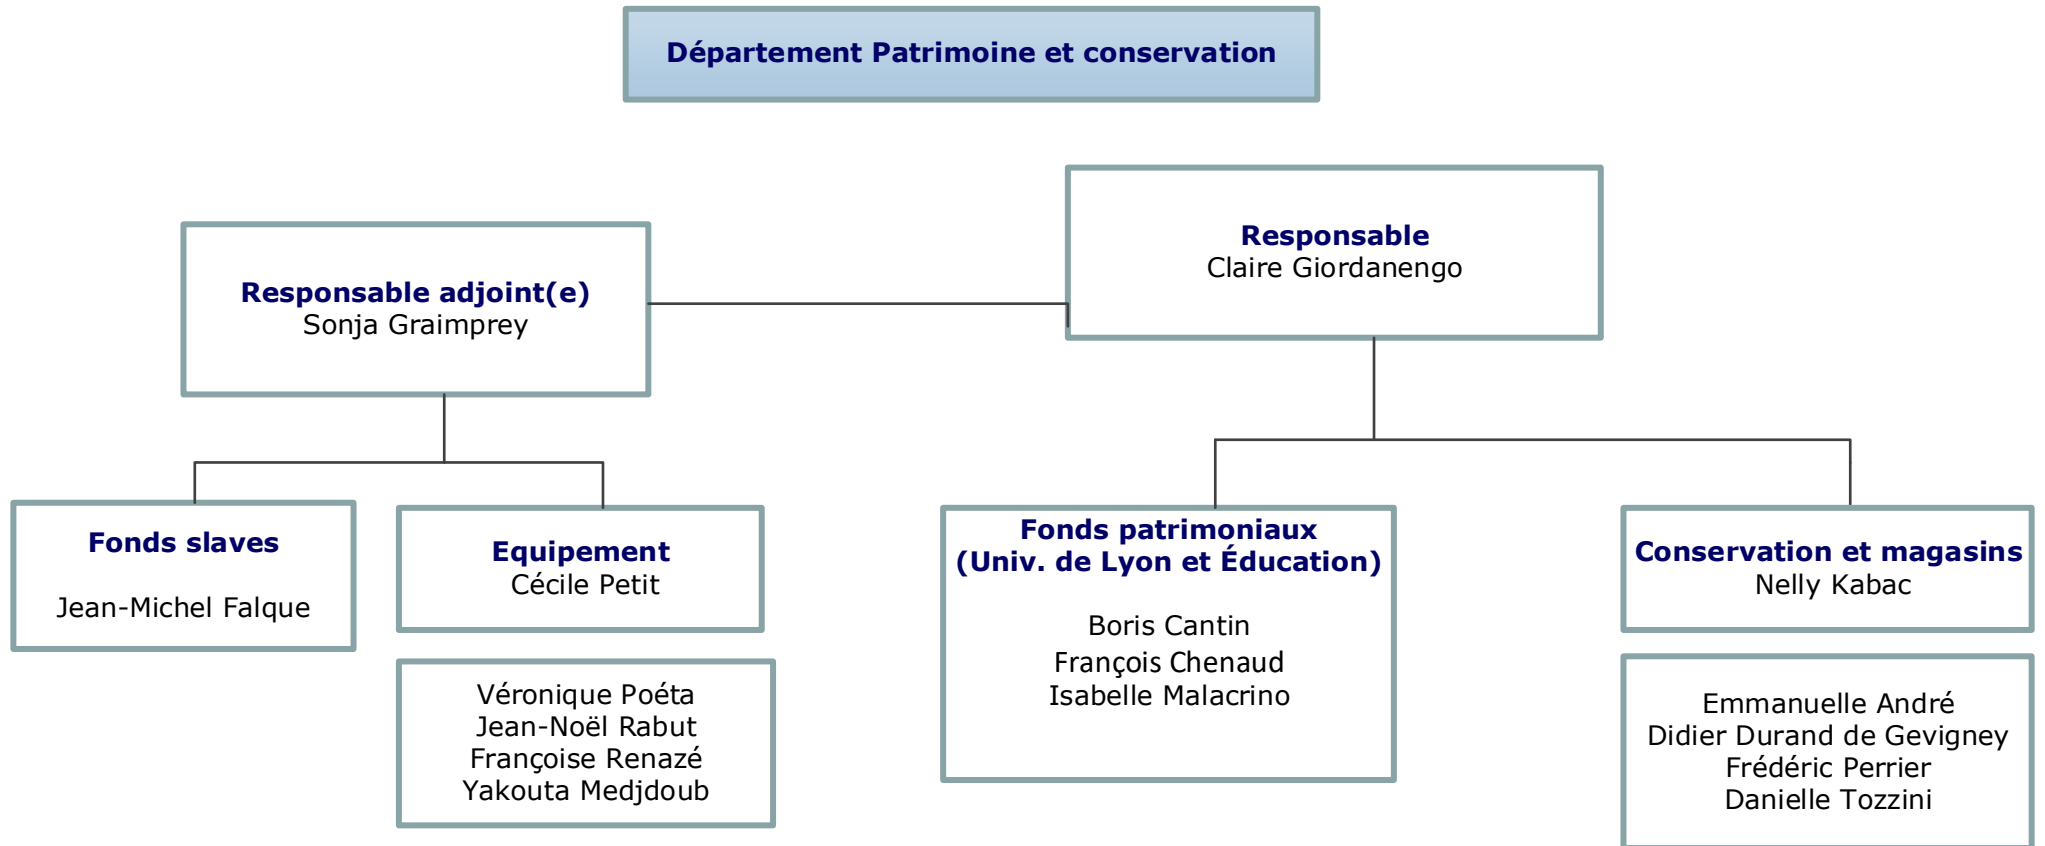 Département Patrimoine et conservation
Responsable
Claire Giordanengo
Responsable adjoint(e)
Sonja Graimprey
Fonds slaves
Jean-Michel Falque
Equipement
Cécile Petit
Véronique Poéta
Jean-Noël Rabut
Françoise Renazé
Yakouta Medjdoub
Fonds patrimoniaux
(Univ. de Lyon et Éducation)
Boris Cantin
François Chenaud
Isabelle Malacrino
Conservation et magasins
Nelly Kabac
Emmanuelle André
Didier Durand de Gevigney
Frédéric Perrier
Danielle Tozzini